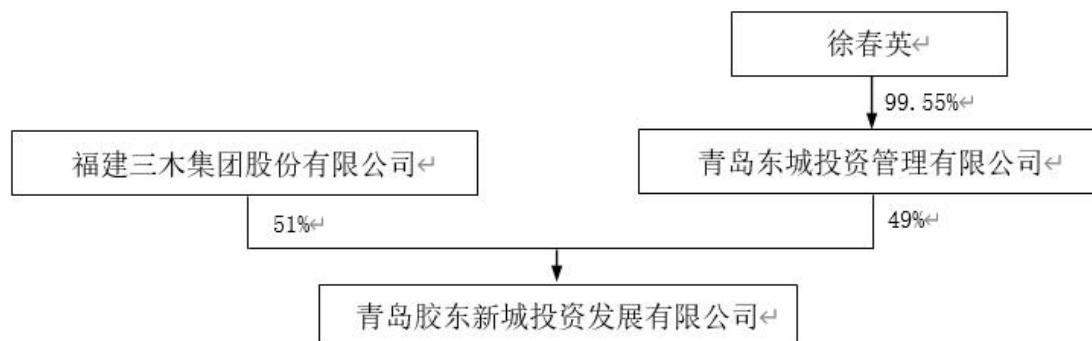 徐春英
99.55%
福建三木集团股份有限公司
青岛东城投资管理有限公司
51%
49%
青岛胶东新城投资发展有限公司